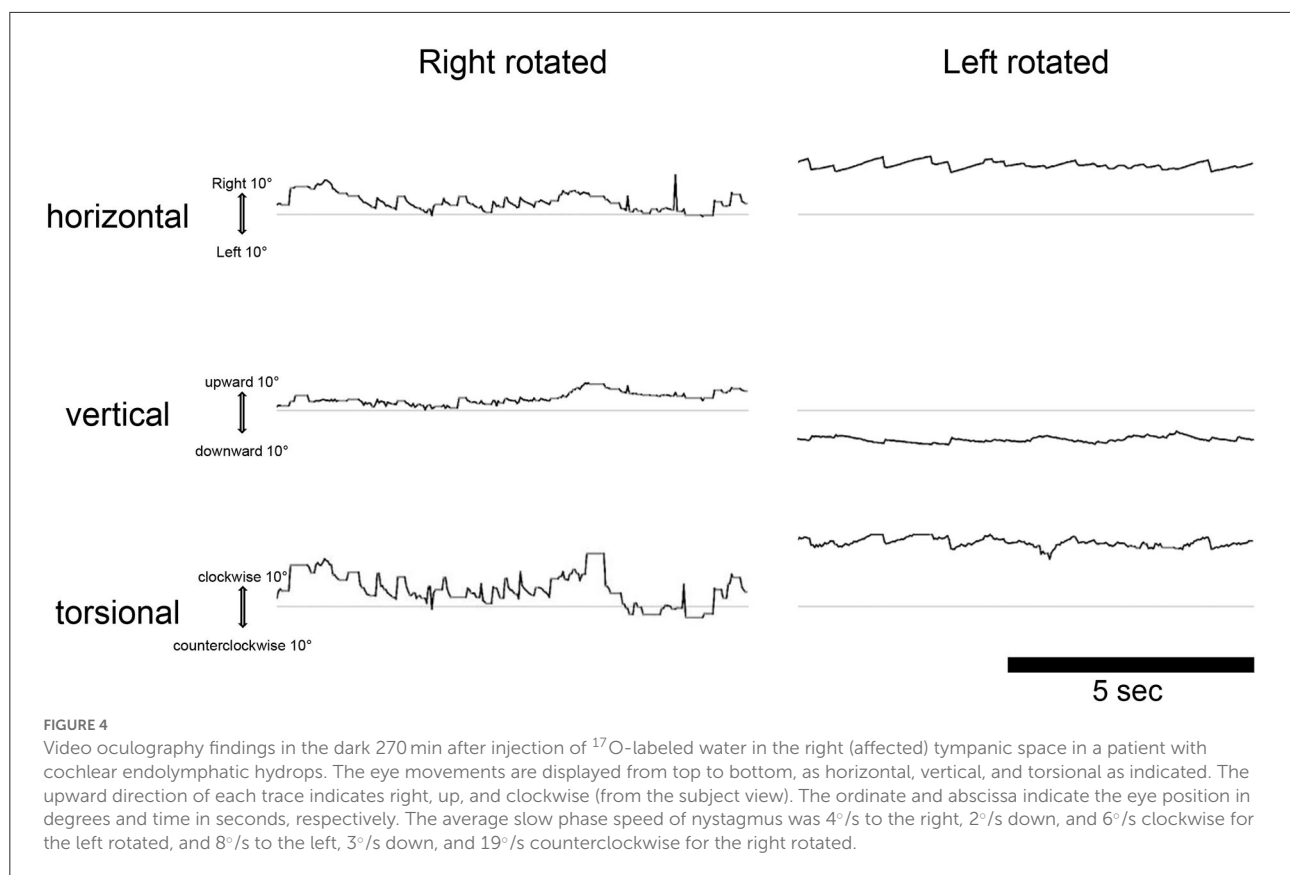 Right rotated
Left rotated
horizontal
Right 10°
Left 10°
vertical
upward 10°
downward 10°
torsional
clockwise 10°
counterclockwise 10°
5 sec
FIGURE 4
Video oculography findings in the dark 270 min after injection of ¹⁷O-labeled water in the right (affected) tympanic space in a patient with
cochlear endolymphatic hydrops. The eye movements are displayed from top to bottom, as horizontal, vertical, and torsional as indicated. The
upward direction of each trace indicates right, up, and clockwise (from the subject view). The ordinate and abscissa indicate the eye position in
degrees and time in seconds, respectively. The average slow phase speed of nystagmus was 4°/s to the right, 2°/s down, and 6°/s clockwise for
the left rotated, and 8°/s to the left, 3°/s down, and 19°/s counterclockwise for the right rotated.